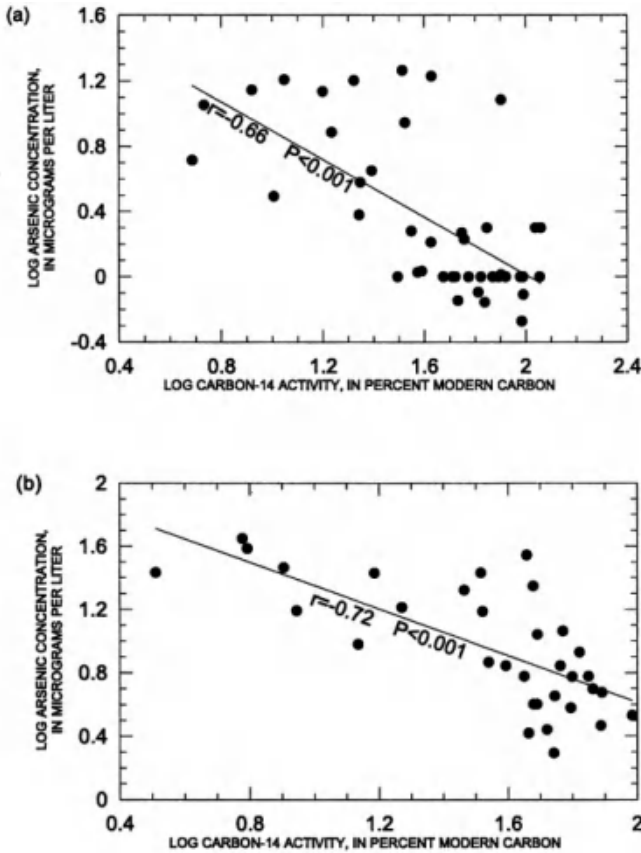 (a)
1.6
1.2
0.8
0.4
0
-0.4
LOG ARSENIC CONCENTRATION,
IN MICROGRAMS PER LITER
r=-0.66 P<0.001
0.4 0.8 1.2 1.6 2.0 2.4
LOG CARBON-14 ACTIVITY, IN PERCENT MODERN CARBON
(b)
2
1.6
1.2
0.8
0.4
0
LOG ARSENIC CONCENTRATION,
IN MICROGRAMS PER LITER
r=-0.72 P<0.001
0.4 0.8 1.2 1.6 2.0
LOG CARBON-14 ACTIVITY, IN PERCENT MODERN CARBON